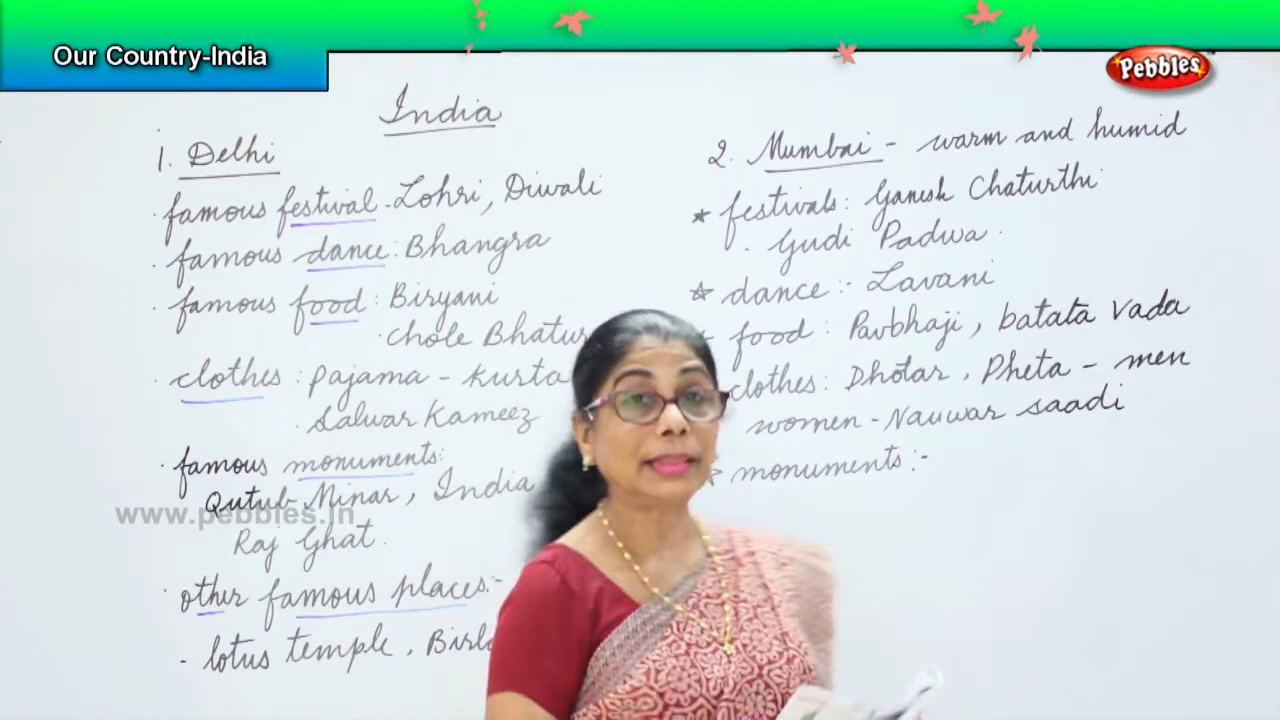 Our Country-India
Pebbles
India
1. Delhi
famous festival - Lohri, Diwali
famous dance: Bhangra
famous food: Biryani
Chole
clothes: Pajama - Kurta
Salwar Kameez
famous monuments:
Qutub Minar, India
Raj Ghat.
other famous places:-
- lotus temple,
2. Mumbai - warm and humid
festivals: Ganesh Chaturthi
Gudi Padwa
dance:- Lavani
food: Pavbhaji, batata vada
clothes: Dhotar, Pheta - men
women - Nauwar saadi
monuments:-
www.pebbles.in